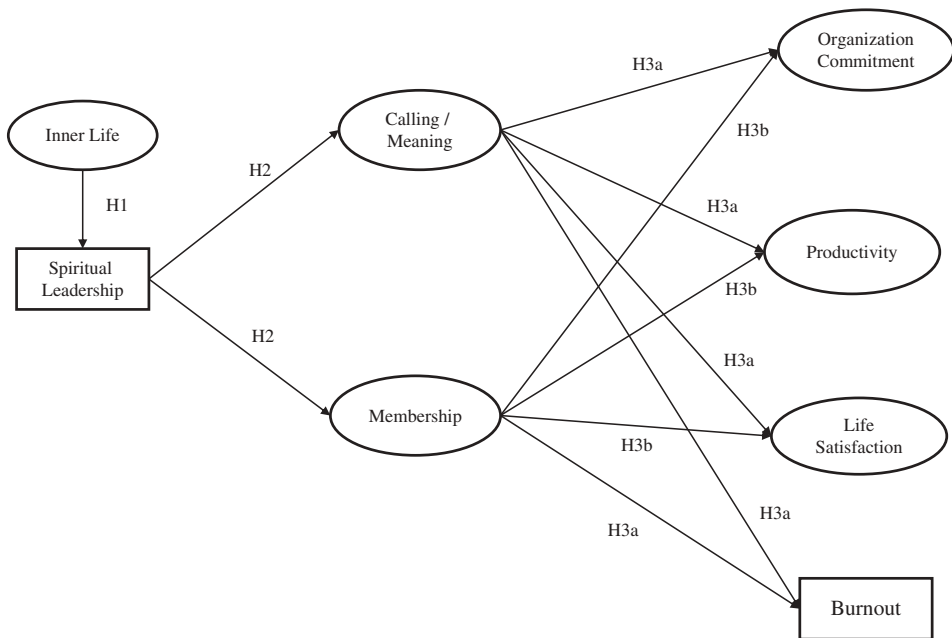 Organization
Commitment
H3a
Calling /
Meaning
Inner Life
H3b
H2
H1
H3a
Spiritual
Leadership
Productivity
H3b
H2
H3a
Membership
Life
Satisfaction
H3b
H3a
H3a
Burnout